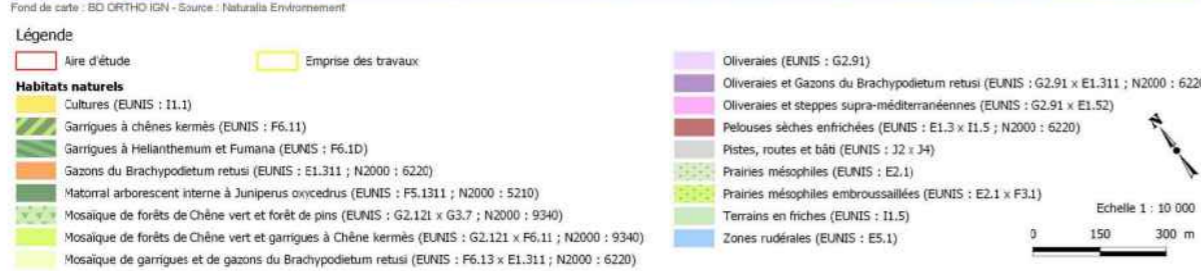 Fond de carte : BD ORTHO IGN - Source : Naturalia Environnement
Légende
Aire d'étude
Emprise des travaux
Habitats naturels
Cultures (EUNIS : I1.1)
Garrigues à chênes kermès (EUNIS : F6.11)
Garrigues à Helianthemum et Fumana (EUNIS : F6.1D)
Gazons du Brachypodietum retusi (EUNIS : E1.311 ; N2000 : 6220)
Matorral arborescent interne à Juniperus oxycedrus (EUNIS : F5.1311 ; N2000 : 5210)
Mosaïque de forêts de Chêne vert et forêt de pins (EUNIS : G2.121 x G3.7 ; N2000 : 9340)
Mosaïque de forêts de Chêne vert et garrigues à Chêne kermès (EUNIS : G2.121 x F6.11 ; N2000 : 9340)
Mosaïque de garrigues et de gazons du Brachypodietum retusi (EUNIS : F6.13 x E1.311 ; N2000 : 6220)
Oliveraies (EUNIS : G2.91)
Oliveraies et Gazons du Brachypodietum retusi (EUNIS : G2.91 x E1.311 ; N2000 : 622
Oliveraies et steppes supra-méditerranéennes (EUNIS : G2.91 x E1.52)
Pelouses sèches enfrichées (EUNIS : E1.3 x I1.5 ; N2000 : 6220)
Pistes, routes et bâti (EUNIS : J2 x J4)
Prairies mésophiles (EUNIS : E2.1)
Prairies mésophiles embroussaillées (EUNIS : E2.1 x F3.1)
Terrains en friches (EUNIS : I1.5)
Zones rudérales (EUNIS : E5.1)
N
Echelle 1 : 10 000
0 150 300 m